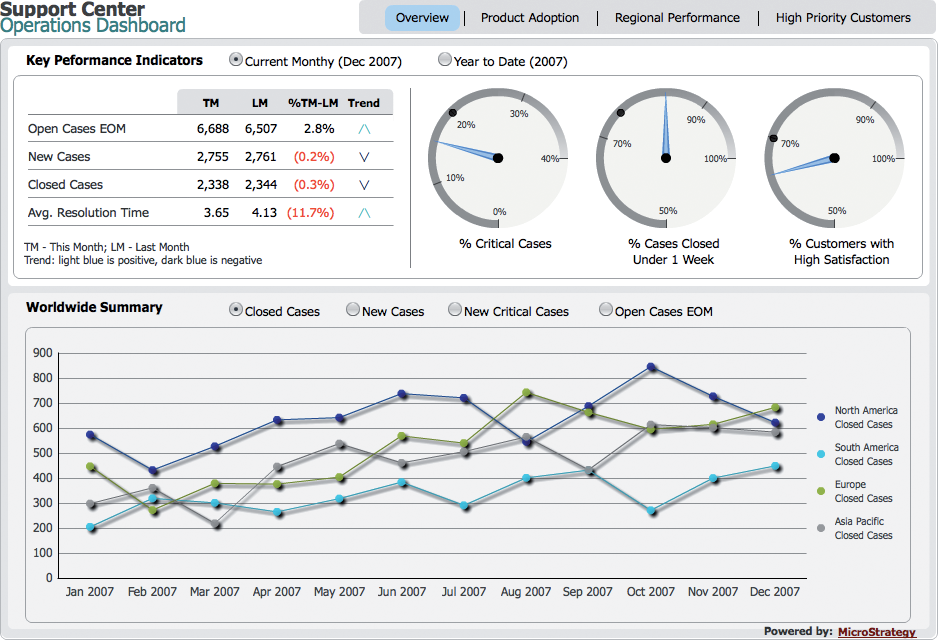 Support Center
Operations Dashboard
Overview | Product Adoption | Regional Performance | High Priority Customers
Key Peformance Indicators Current Monthy (Dec 2007) Year to Date (2007)
TM LM %TM-LM Trend
Open Cases EOM 6,688 6,507 2.8%
New Cases 2,755 2,761 (0.2%)
Closed Cases 2,338 2,344 (0.3%)
Avg. Resolution Time 3.65 4.13 (11.7%)
TM - This Month; LM - Last Month
Trend: light blue is positive, dark blue is negative
0% 10% 20% 30% 40%
% Critical Cases
50% 70% 90% 100%
% Cases Closed
Under 1 Week
50% 70% 90% 100%
% Customers with
High Satisfaction
Worldwide Summary Closed Cases New Cases New Critical Cases Open Cases EOM
900
800
700
600
500
400
300
200
100
0
Jan 2007 Feb 2007 Mar 2007 Apr 2007 May 2007 Jun 2007 Jul 2007 Aug 2007 Sep 2007 Oct 2007 Nov 2007 Dec 2007
North America
Closed Cases
South America
Closed Cases
Europe
Closed Cases
Asia Pacific
Closed Cases
Powered by: MicroStrategy